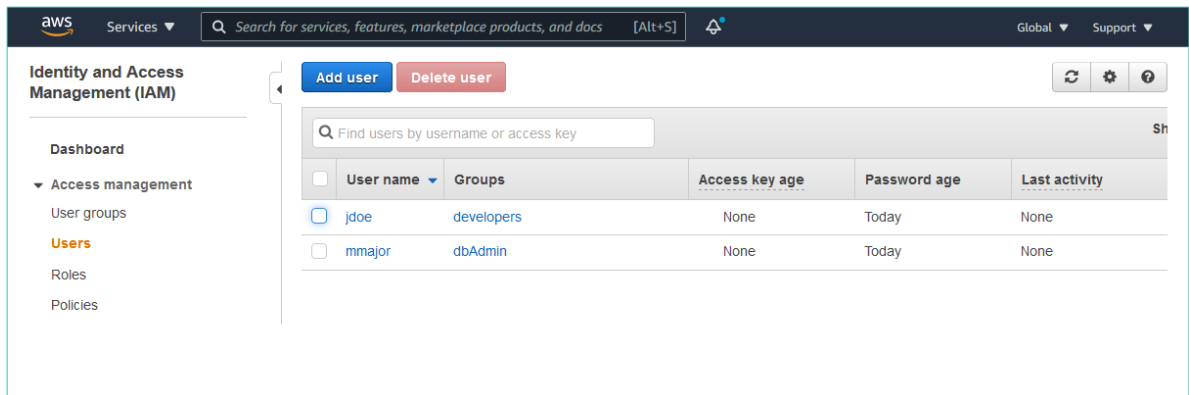 aws Services ▼ Search for services, features, marketplace products, and docs [Alt+S] Global ▼ Support ▼
Identity and Access
Management (IAM)
Dashboard
Access management
User groups
Users
Roles
Policies
Add user Delete user
Find users by username or access key
Sh
User name Groups Access key age Password age Last activity
jdoe developers None Today None
mmajor dbAdmin None Today None